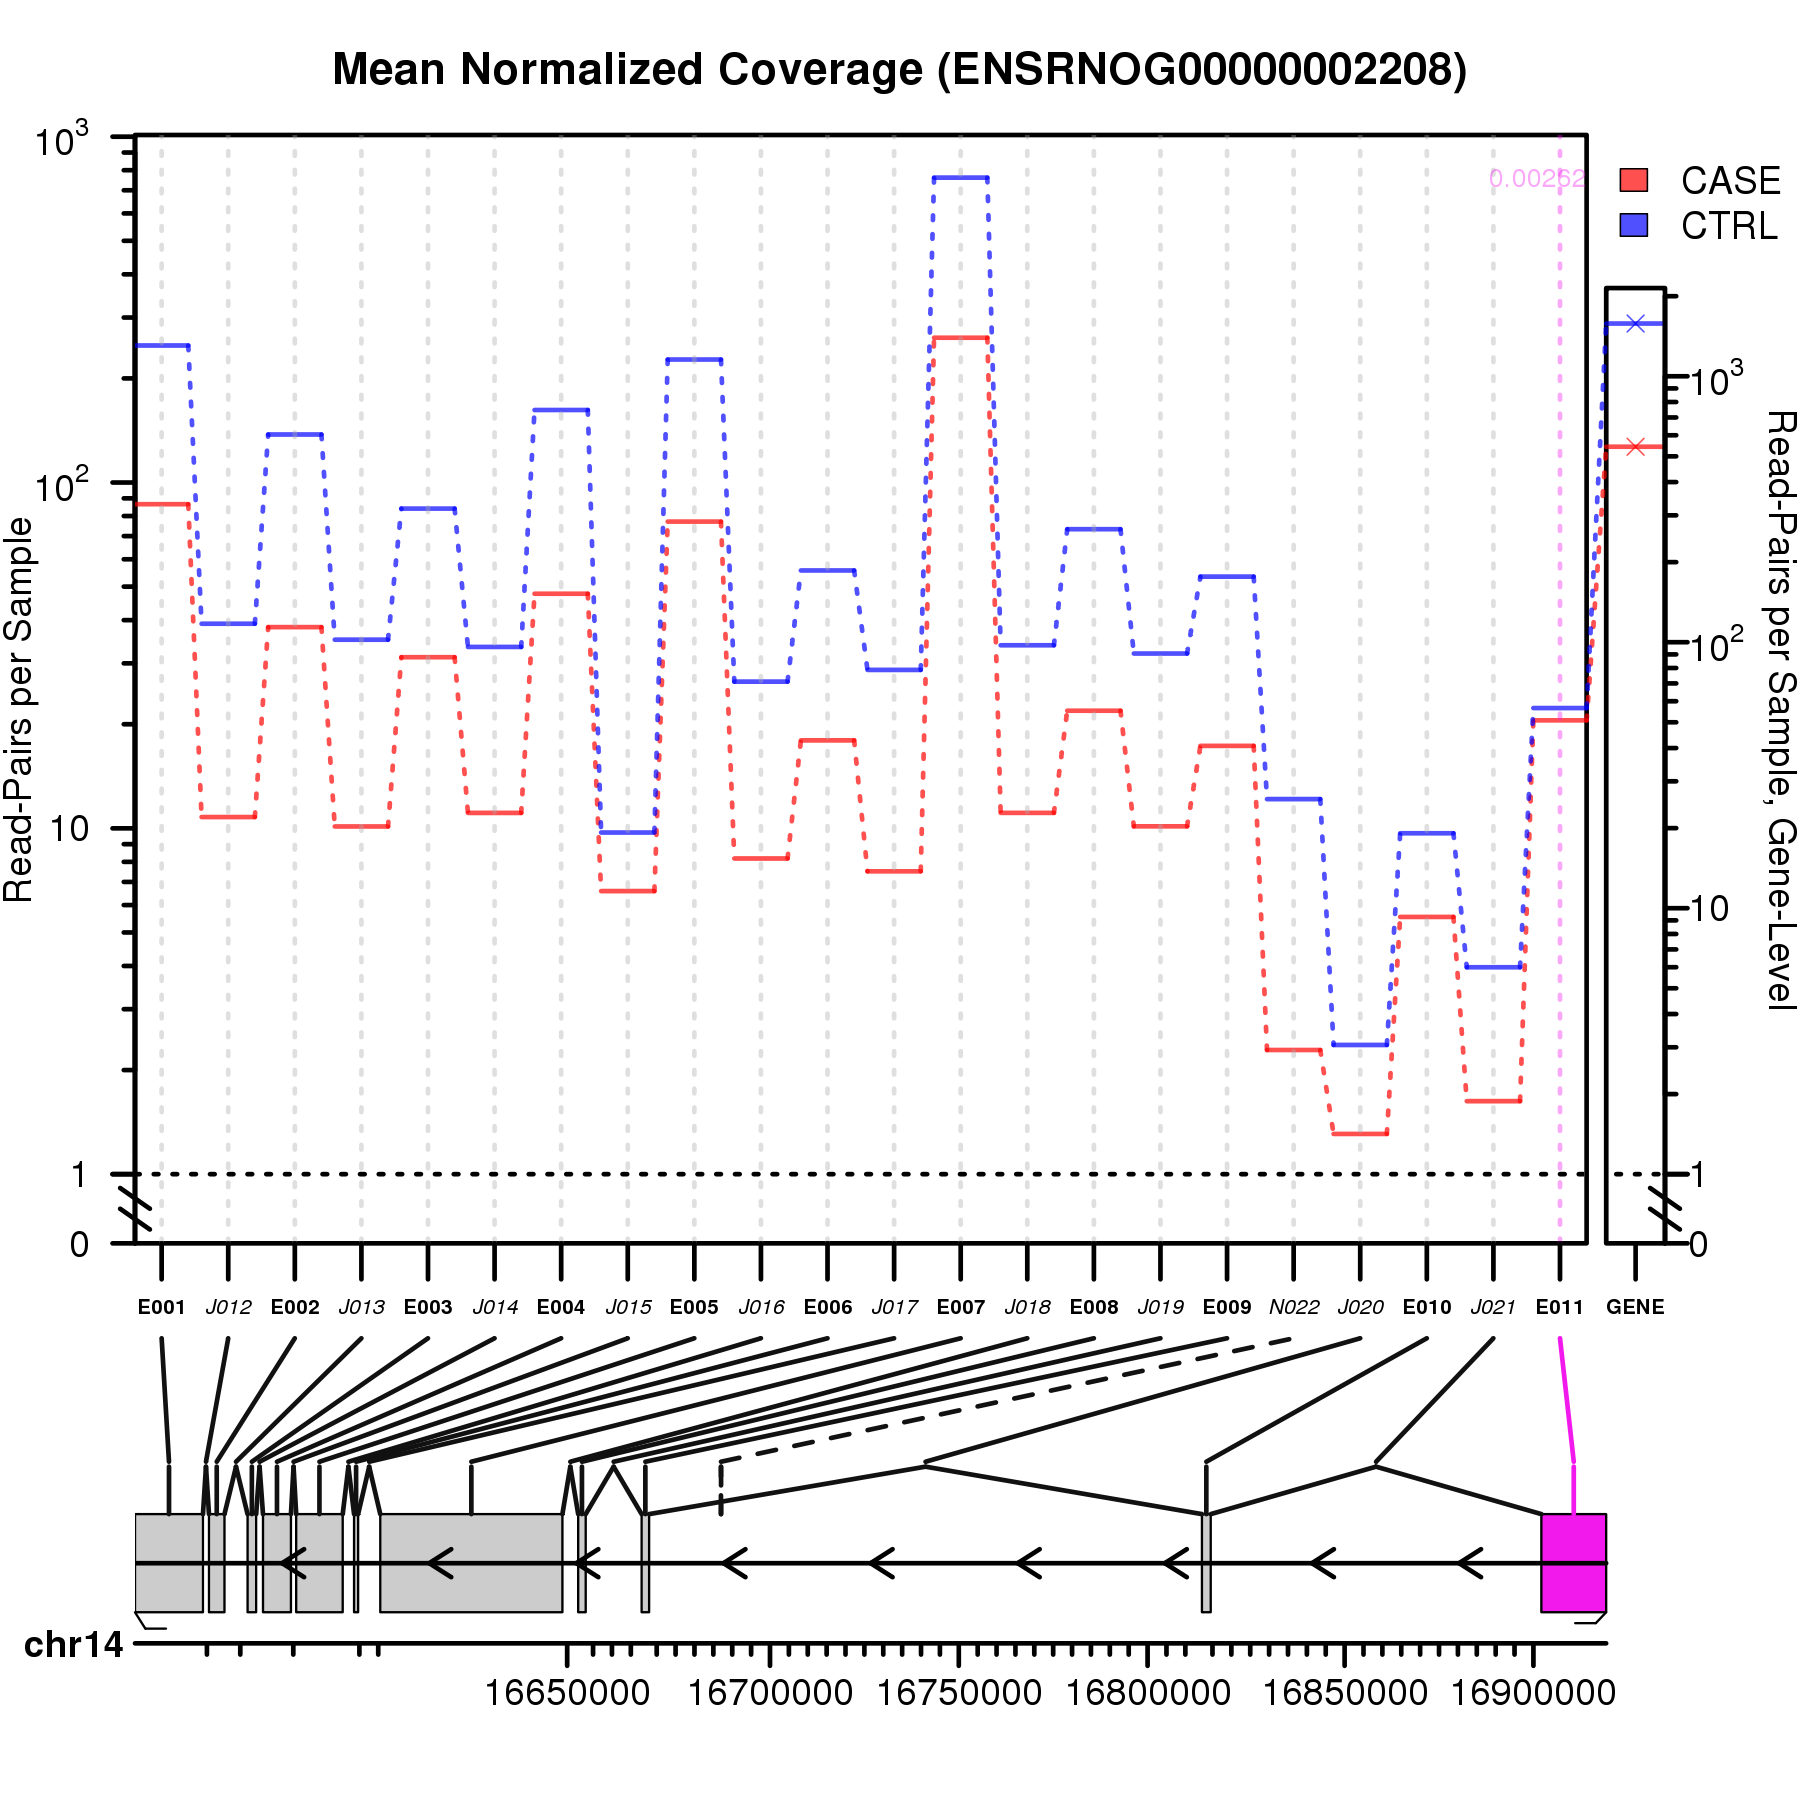 Mean Normalized Coverage (ENSRNOG00000002208)
10³
10²
10
1
0
Read-Pairs per Sample
0.00262
CASE
CTRL
10³
10²
10
1
0
Read-Pairs per Sample, Gene-Level
E001 J012 E002 J013 E003 J014 E004 J015 E005 J016 E006 J017 E007 J018 E008 J019 E009 N022 J020 E010 J021 E011 GENE
chr14
16650000 16700000 16750000 16800000 16850000 16900000